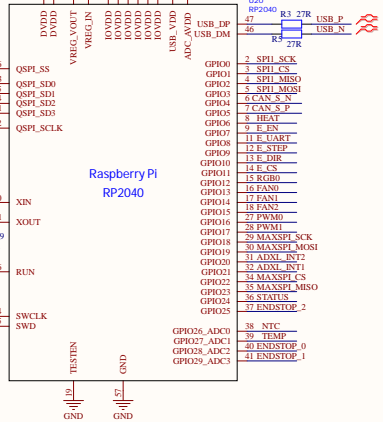 U20
RP2040
DVDD
DVDD
VREG_VOUT
VREG_IN
IOVDD
IOVDD
IOVDD
IOVDD
IOVDD
IOVDD
USB_VDD
ADC_AVDD
USB_DP 47 R3 27R USB_P
USB_DM 46 R5 27R USB_N
QSPI_SS
QSPI_SD0
QSPI_SD1
QSPI_SD2
QSPI_SD3
QSPI_SCLK
XIN
XOUT
9
RUN
SWCLK
SWD
Raspberry Pi
RP2040
GPIO0 2 SPI1_SCK
GPIO1 3 SPI1_CS
GPIO2 4 SPI1_MISO
GPIO3 5 SPI1_MOSI
GPIO4 6 CAN_S_N
GPIO5 7 CAN_S_P
GPIO6 8 HEAT
GPIO7 9 E_EN
GPIO8 11 E_UART
GPIO9 12 E_STEP
GPIO10 13 E_DIR
GPIO11 14 E_CS
GPIO12 15 RGB0
GPIO13 16 FAN0
GPIO14 17 FAN1
GPIO15 18 FAN2
GPIO16 27 PWM0
GPIO17 28 PWM1
GPIO18 29 MAXSPI_SCK
GPIO19 30 MAXSPI_MOSI
GPIO20 31 ADXL_INT2
GPIO21 32 ADXL_INT1
GPIO22 34 MAXSPI_CS
GPIO23 35 MAXSPI_MISO
GPIO24 36 STATUS
GPIO25 37 ENDSTOP_2
GPIO26_ADC0 38 NTC
GPIO27_ADC1 39 TEMP
GPIO28_ADC2 40 ENDSTOP_0
GPIO29_ADC3 41 ENDSTOP_1
TESTEN
GND
19
57
GND
GND